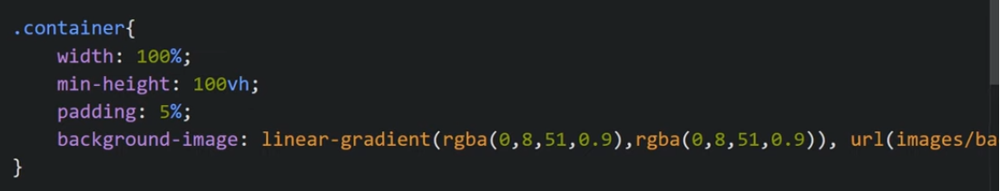 .container{
    width: 100%;
    min-height: 100vh;
    padding: 5%;
    background-image: linear-gradient(rgba(0,8,51,0.9),rgba(0,8,51,0.9)), url(images/ba
}